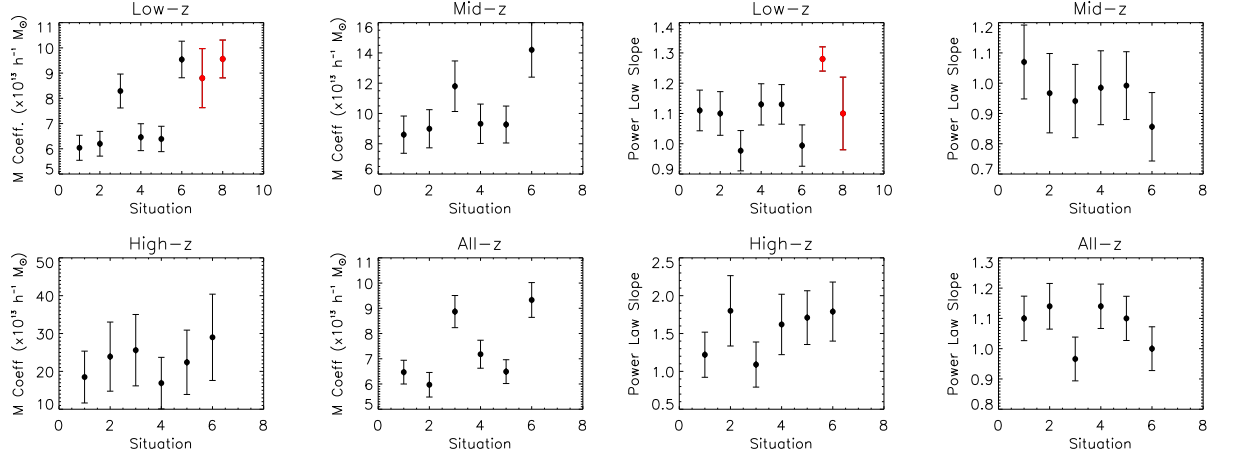 Low-z
M Coeff. (x10¹³ h⁻¹ M⊙)
11
10
9
8
7
6
5
0 2 4 6 8 10
Situation
Mid-z
M Coeff (x10¹³ h⁻¹ M⊙)
16
14
12
10
8
6
0 2 4 6 8
Situation
Low-z
Power Law Slope
1.4
1.3
1.2
1.1
1.0
0.9
0 2 4 6 8 10
Situation
Mid-z
Power Law Slope
1.2
1.1
1.0
0.9
0.8
0.7
0 2 4 6 8
Situation
High-z
M Coeff (x10¹³ h⁻¹ M⊙)
50
40
30
20
10
0 2 4 6 8
Situation
All-z
M Coeff (x10¹³ h⁻¹ M⊙)
11
10
9
8
7
6
5
0 2 4 6 8
Situation
High-z
Power Law Slope
2.5
2.0
1.5
1.0
0.5
0 2 4 6 8
Situation
All-z
Power Law Slope
1.3
1.2
1.1
1.0
0.9
0.8
0 2 4 6 8
Situation